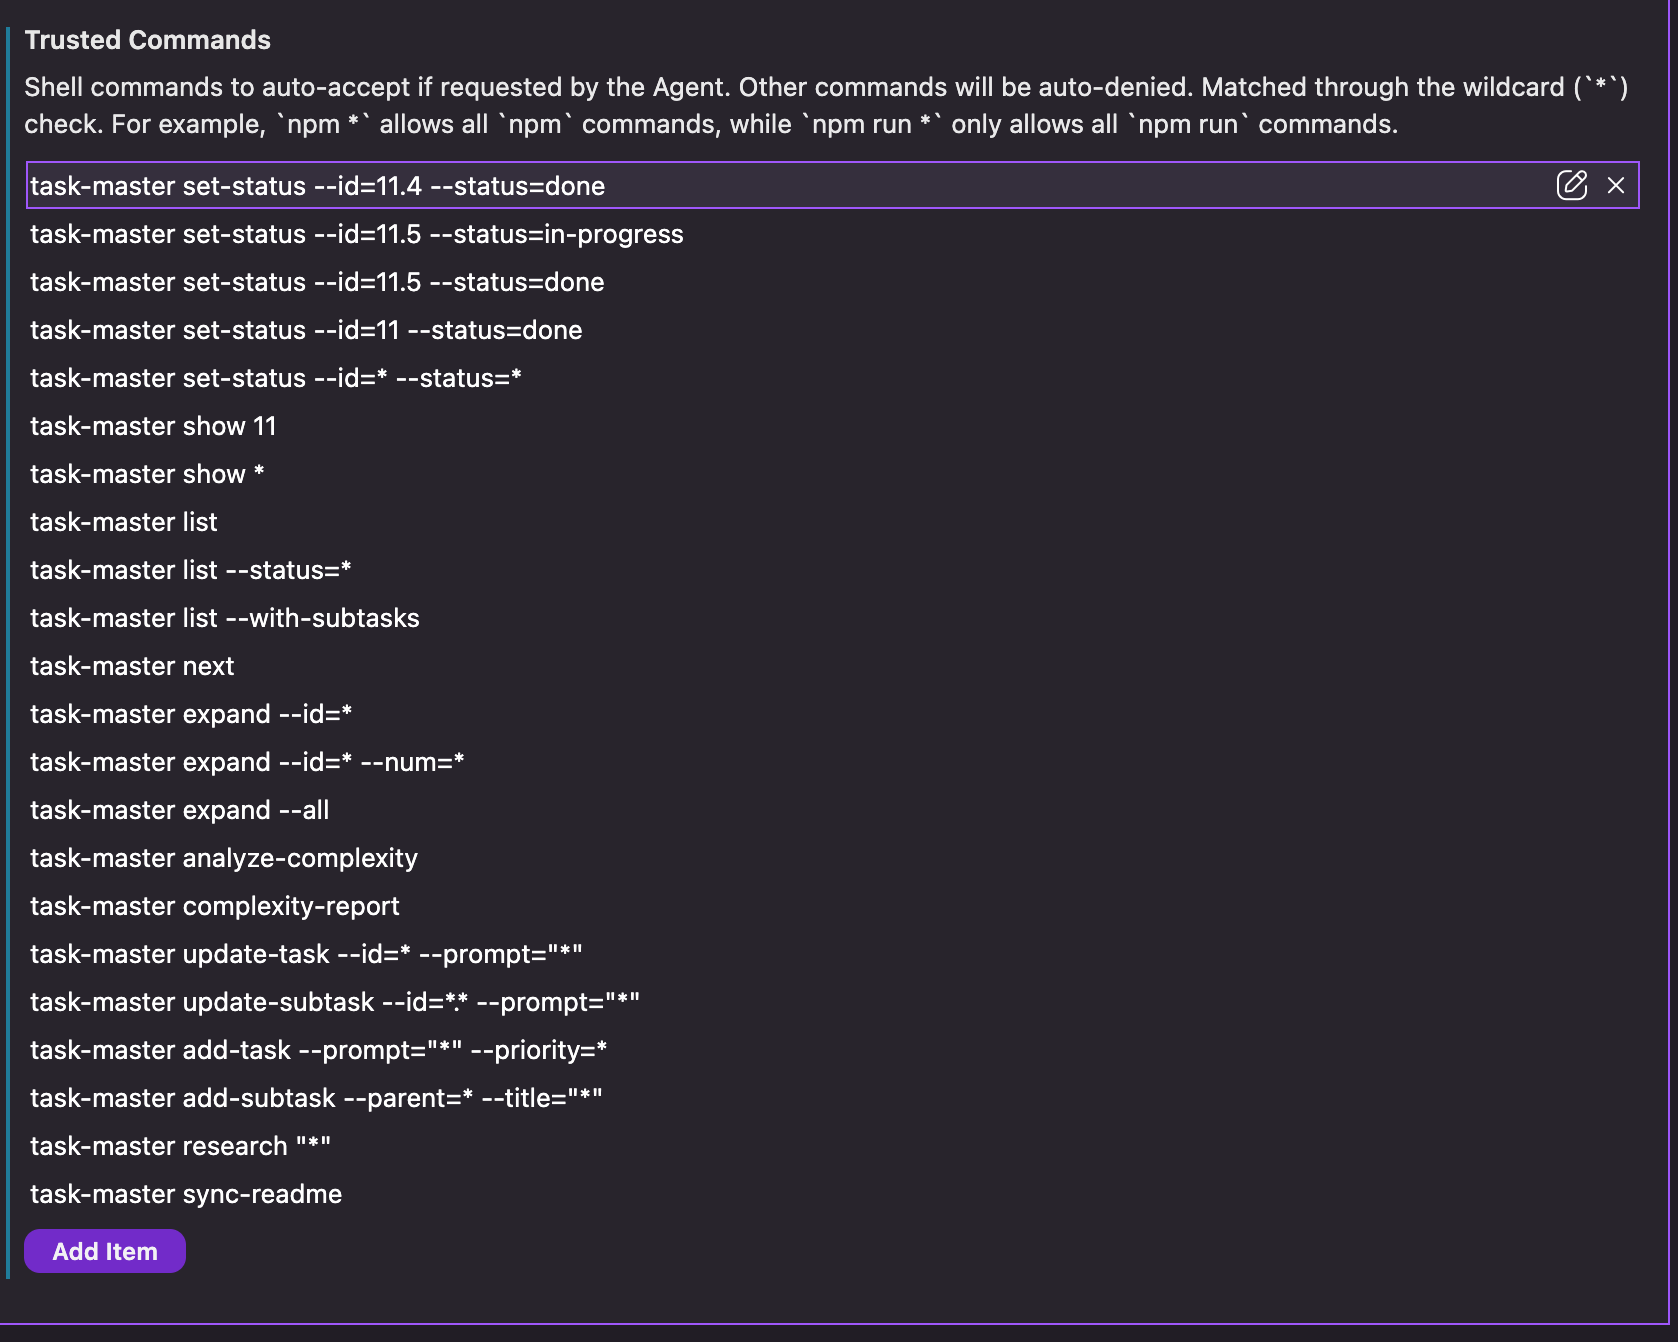 Trusted Commands
Shell commands to auto-accept if requested by the Agent. Other commands will be auto-denied. Matched through the wildcard (`*`)
check. For example, `npm *` allows all `npm` commands, while `npm run *` only allows all `npm run` commands.
task-master set-status --id=11.4 --status=done
task-master set-status --id=11.5 --status=in-progress
task-master set-status --id=11.5 --status=done
task-master set-status --id=11 --status=done
task-master set-status --id=* --status=*
task-master show 11
task-master show *
task-master list
task-master list --status=*
task-master list --with-subtasks
task-master next
task-master expand --id=*
task-master expand --id=* --num=*
task-master expand --all
task-master analyze-complexity
task-master complexity-report
task-master update-task --id=* --prompt="*"
task-master update-subtask --id=*.* --prompt="*"
task-master add-task --prompt="*" --priority=*
task-master add-subtask --parent=* --title="*"
task-master research "*"
task-master sync-readme
Add Item